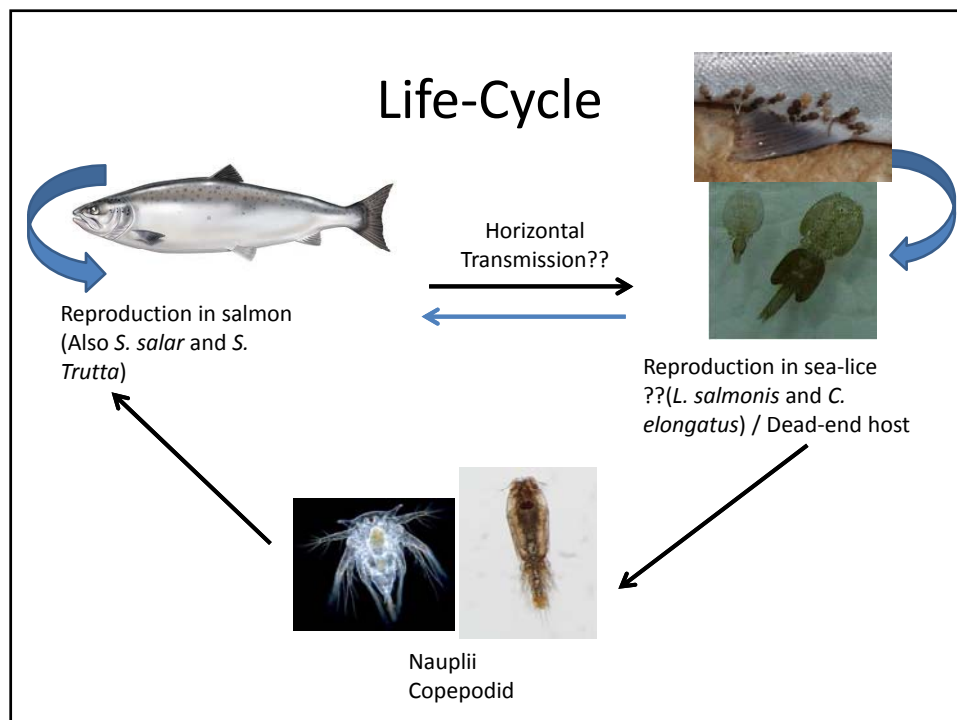 Life-Cycle
Horizontal
Transmission??
Reproduction in salmon
(Also S. salar and S.
Trutta)
Reproduction in sea-lice
??(L. salmonis and C.
elongatus) / Dead-end host
Nauplii
Copepodid